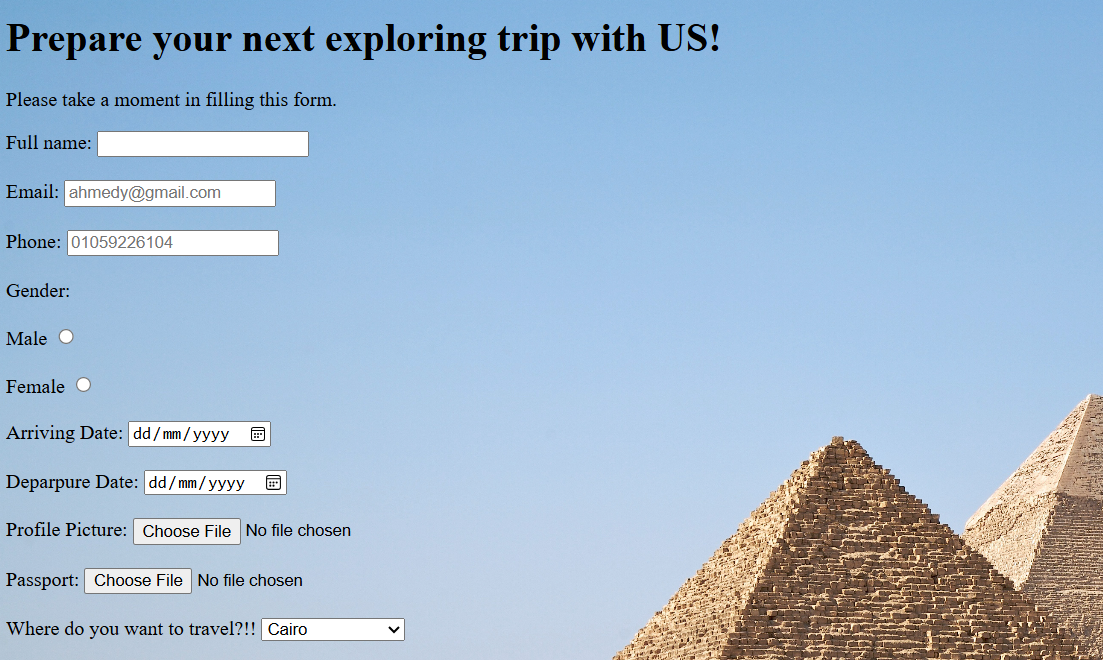 Prepare your next exploring trip with US!
Please take a moment in filling this form.
Full name:
Email: ahmedy@gmail.com
Phone: 01059226104
Gender:
Male
Female
Arriving Date: dd/mm/yyyy
Deparpure Date: dd/mm/yyyy
Profile Picture: Choose File No file chosen
Passport: Choose File No file chosen
Where do you want to travel?!! Cairo